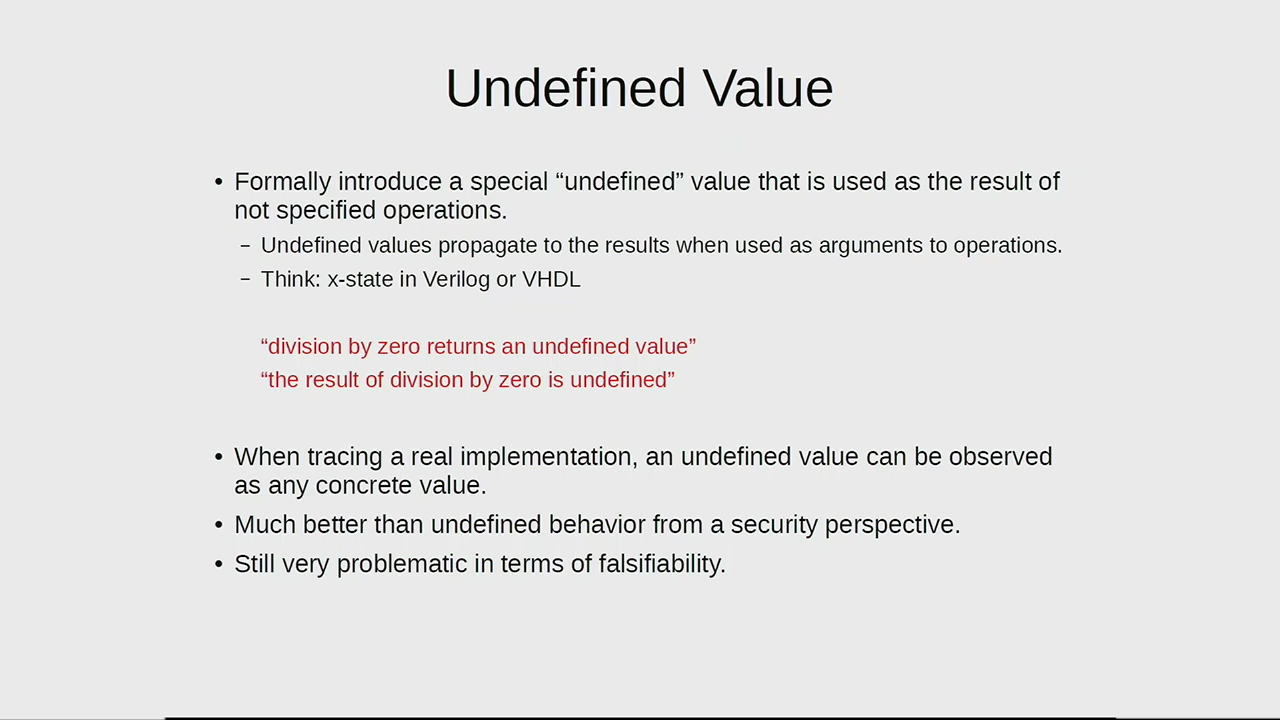 Undefined Value
• Formally introduce a special “undefined” value that is used as the result of
not specified operations.
– Undefined values propagate to the results when used as arguments to operations.
– Think: x-state in Verilog or VHDL
“division by zero returns an undefined value”
“the result of division by zero is undefined”
• When tracing a real implementation, an undefined value can be observed
as any concrete value.
• Much better than undefined behavior from a security perspective.
• Still very problematic in terms of falsifiability.